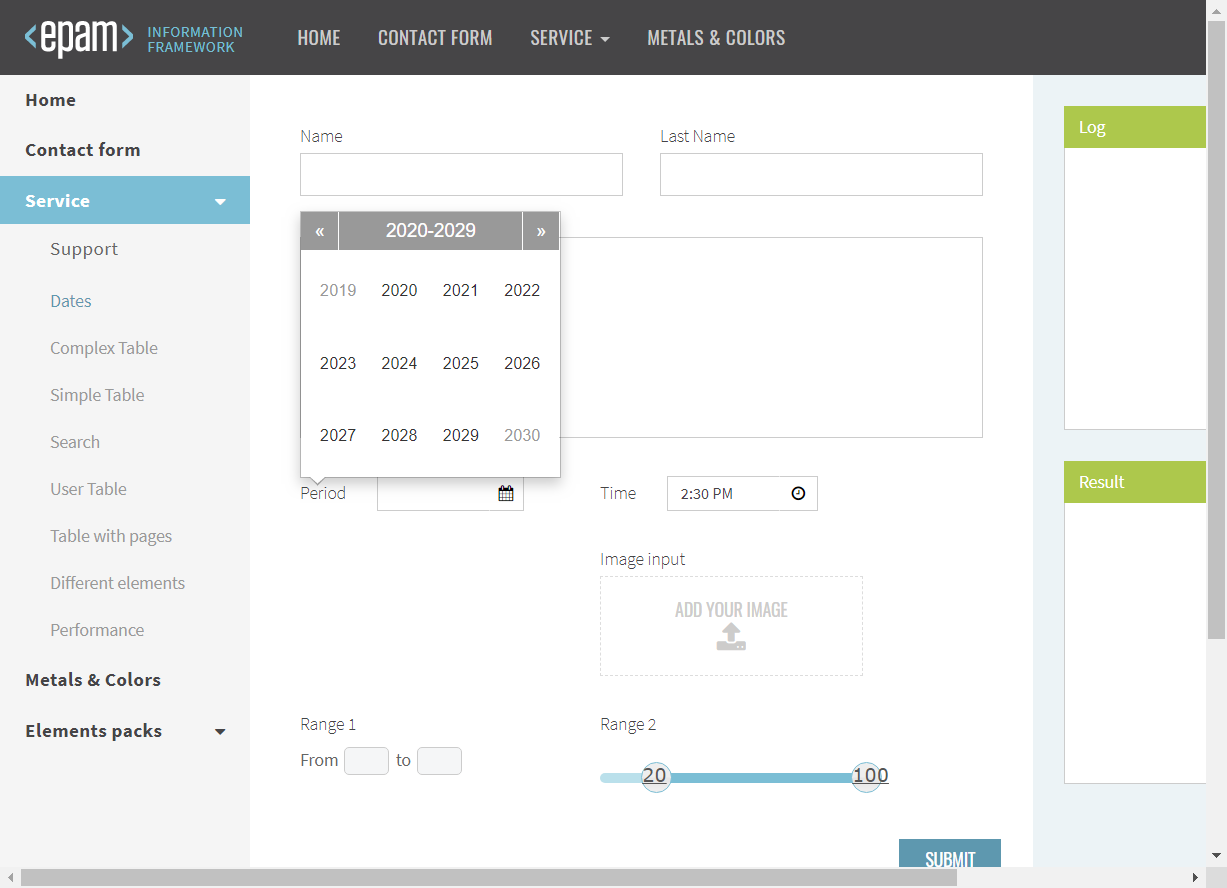 <epam> INFORMATION
FRAMEWORK
HOME CONTACT FORM SERVICE METALS & COLORS
Home
Contact form
Service
Support
Dates
Complex Table
Simple Table
Search
User Table
Table with pages
Different elements
Performance
Metals & Colors
Elements packs
Name Last Name
« 2020-2029 »
2019 2020 2021 2022
2023 2024 2025 2026
2027 2028 2029 2030
Period Time 2:30 PM
Image input
ADD YOUR IMAGE
Range 1 Range 2
From to 20 100
SUBMIT
Log
Result